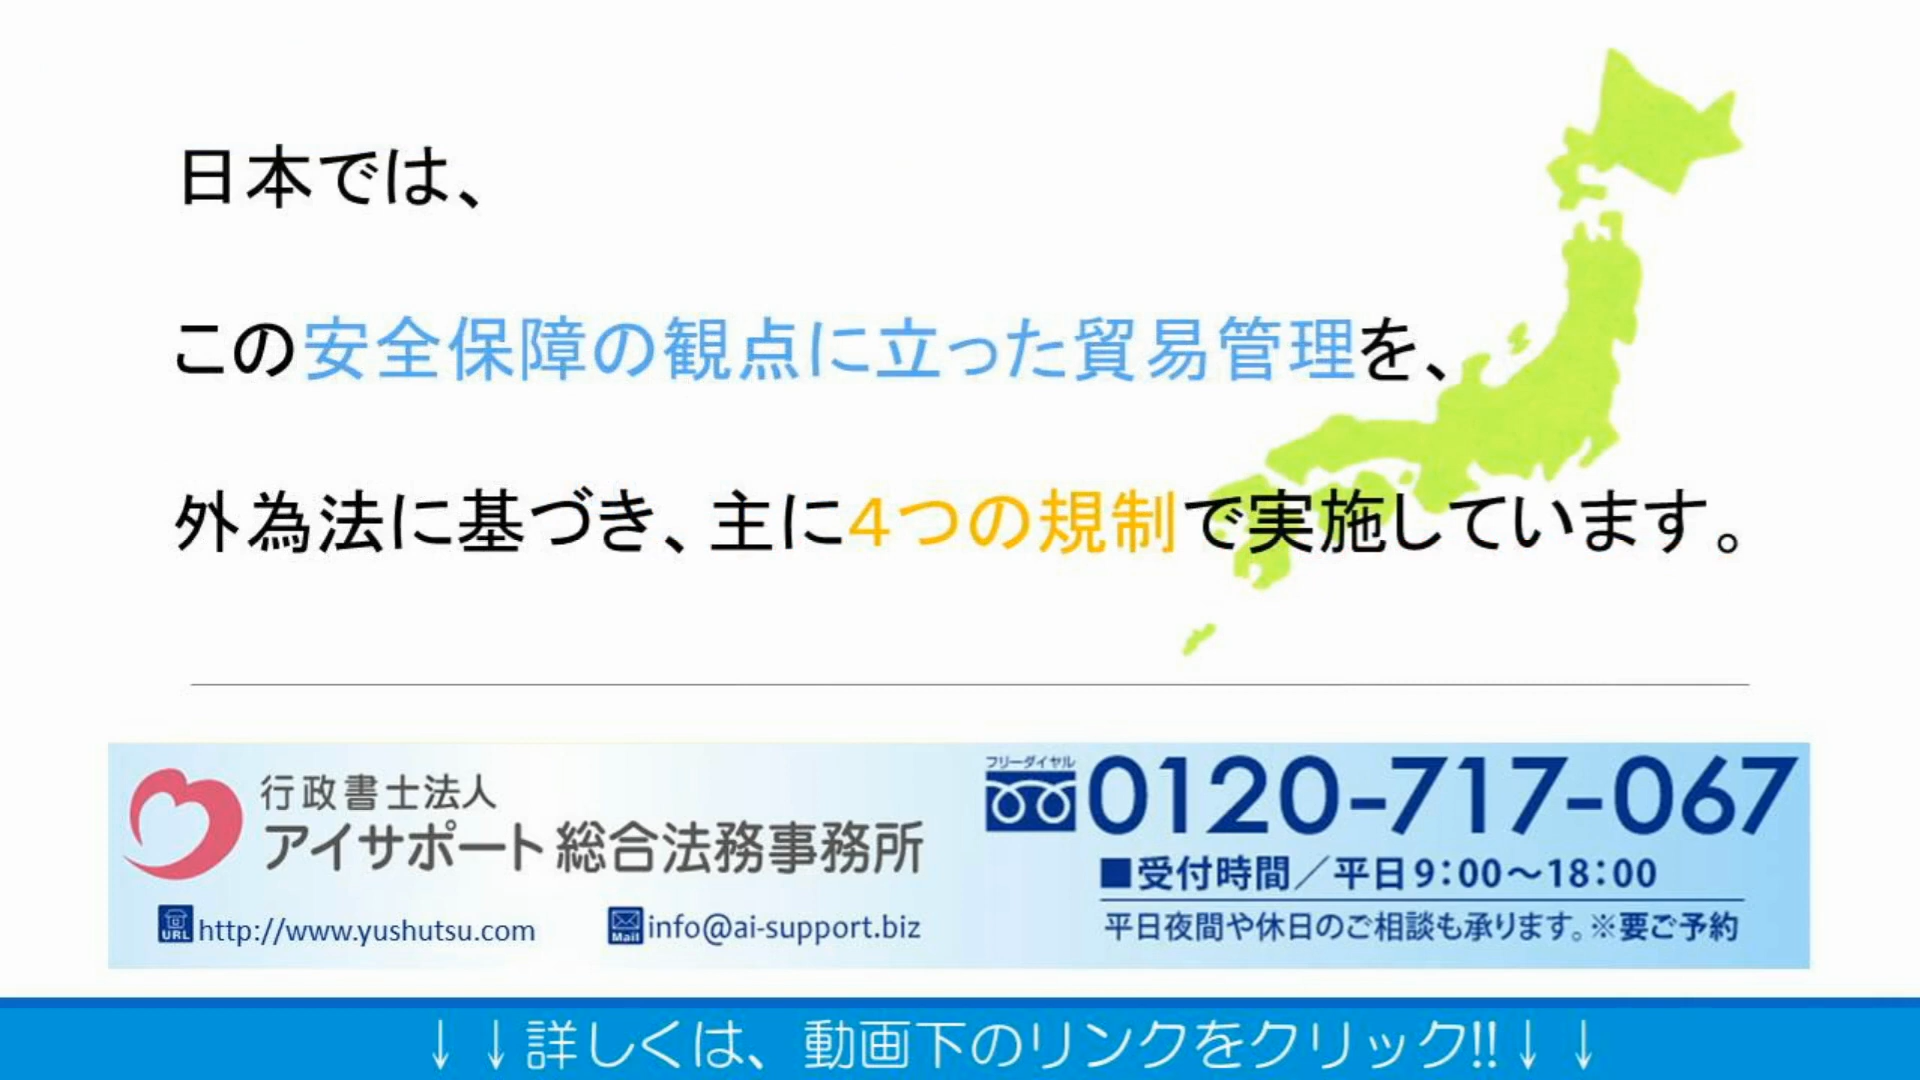 日本では、
この安全保障の観点に立った貿易管理を、
外為法に基づき、主に4つの規制で実施しています。
行政書士法人
アイサポート総合法務事務所
URL http://www.yushutsu.com
Mail info@ai-support.biz
フリーダイヤル
0120-717-067
■受付時間／平日9：00〜18：00
平日夜間や休日のご相談も承ります。※要ご予約
↓↓詳しくは、動画下のリンクをクリック!!↓↓